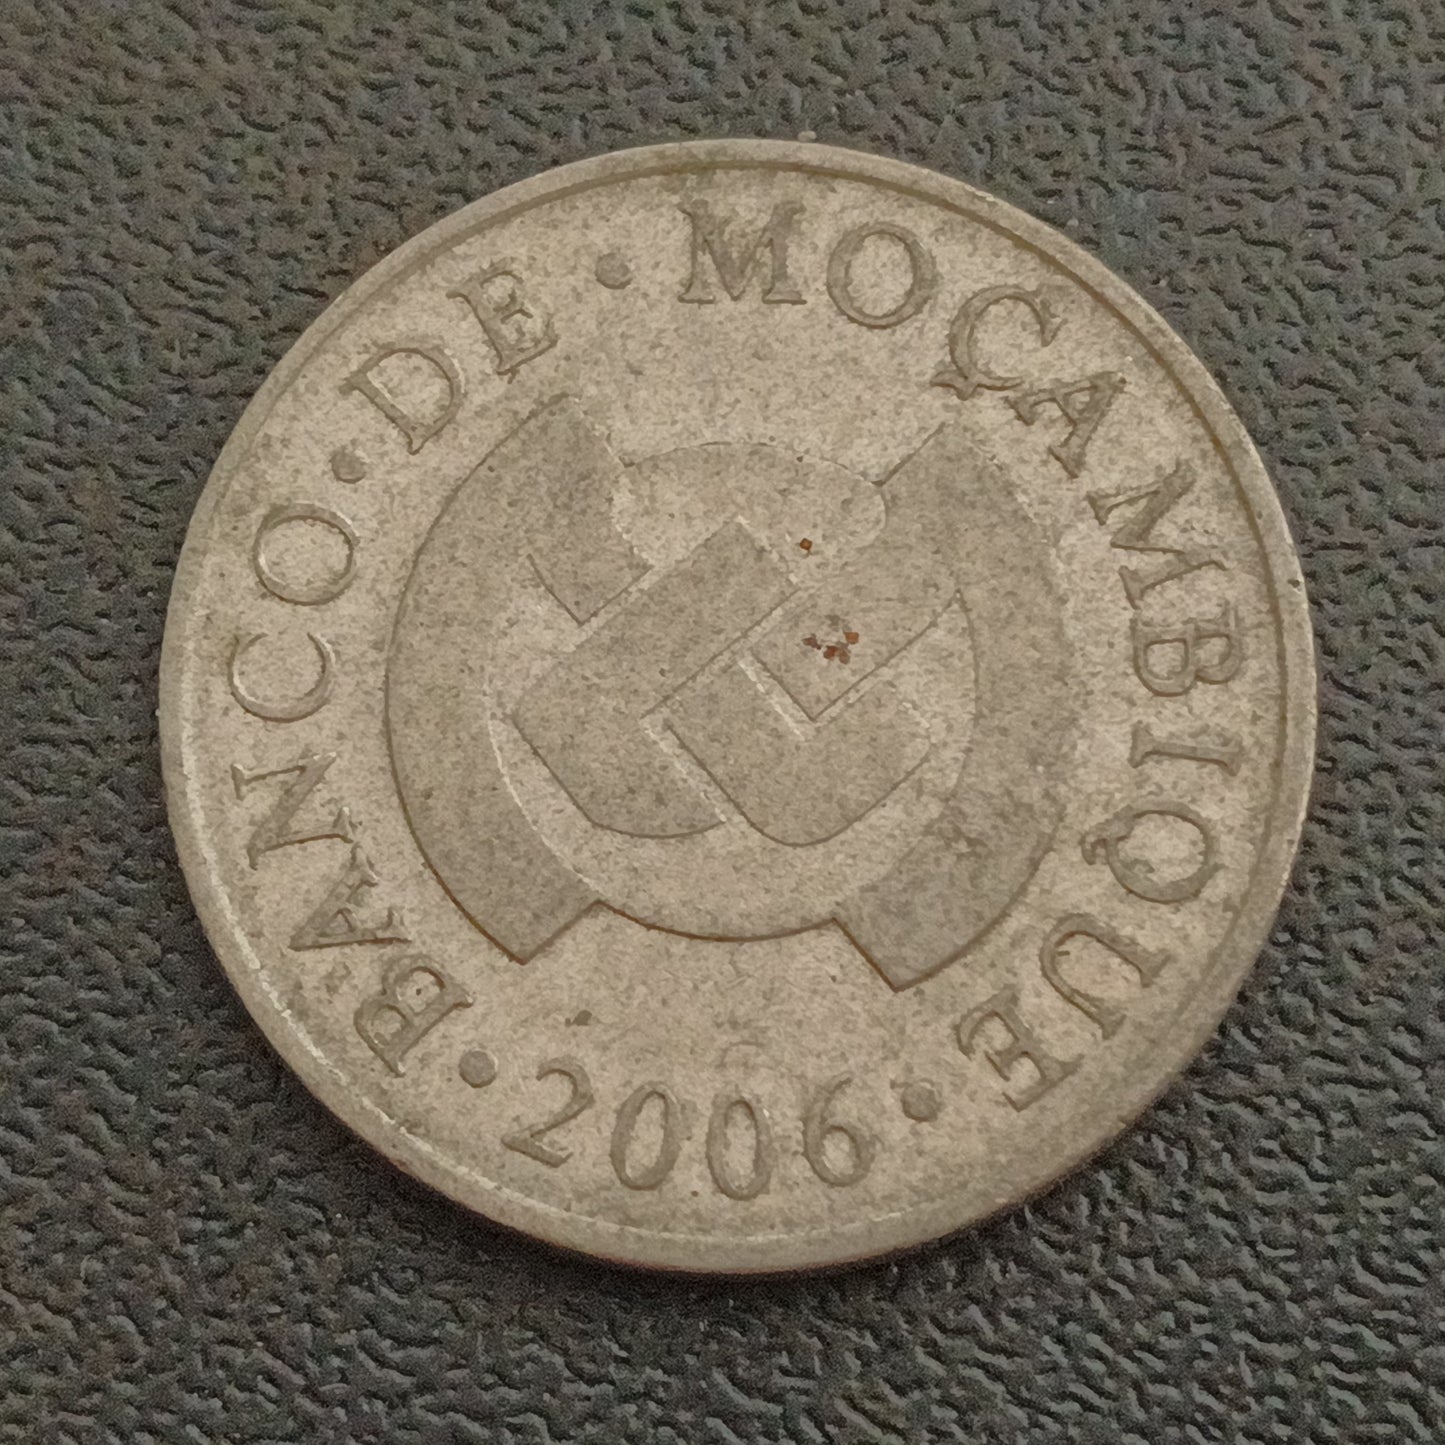 BANCO · DE · MOÇAMBIQUE
· 2006 ·